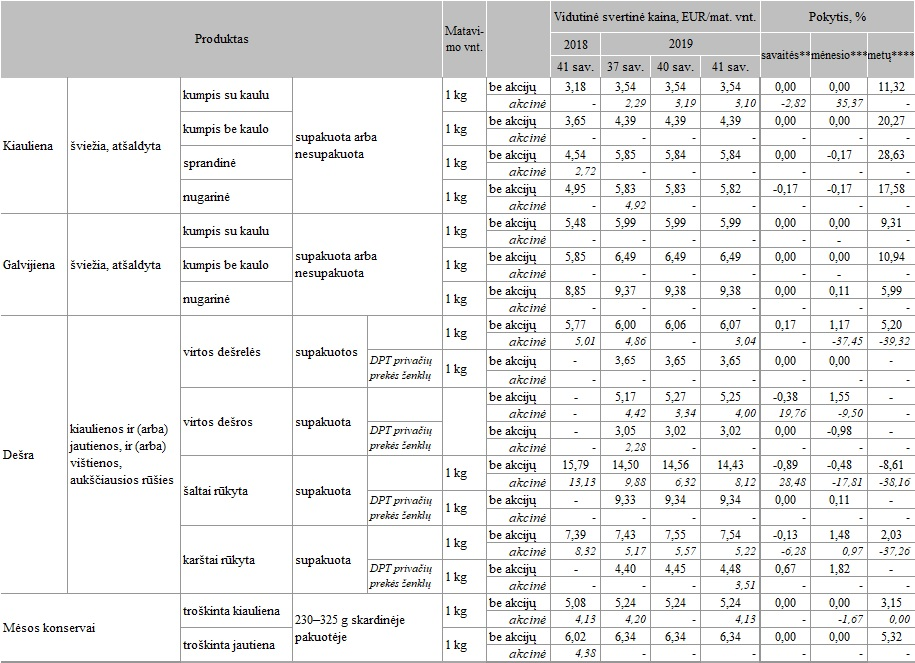 Produktas Matavi- Vidutinė svertinė kaina, EUR/mat. vnt. Pokytis, %
mo vnt. 2018 2019 savaitės** mėnesio*** metų****
41 sav. 37 sav. 40 sav. 41 sav.
Kiauliena šviežia, atšaldyta kumpis su kaulu supakuota arba nesupakuota 1 kg be akcijų 3,18 3,54 3,54 3,54 0,00 0,00 11,32
akcinė - 2,29 3,19 3,10 -2,82 35,37 -
kumpis be kaulo 1 kg be akcijų 3,65 4,39 4,39 4,39 0,00 0,00 20,27
akcinė - - - - - - -
sprandinė 1 kg be akcijų 4,54 5,85 5,84 5,84 0,00 -0,17 28,63
akcinė 2,72 - - - - - -
nugarinė 1 kg be akcijų 4,95 5,83 5,83 5,82 -0,17 -0,17 17,58
akcinė - 4,92 - - - - -
Galvijiena šviežia, atšaldyta kumpis su kaulu supakuota arba nesupakuota 1 kg be akcijų 5,48 5,99 5,99 5,99 0,00 0,00 9,31
akcinė - - - - - - -
kumpis be kaulo 1 kg be akcijų 5,85 6,49 6,49 6,49 0,00 0,00 10,94
akcinė - - - - - - -
nugarinė 1 kg be akcijų 8,85 9,37 9,38 9,38 0,00 0,11 5,99
akcinė - - - - - - -
Dešra kiaulienos ir (arba) jautienos, ir (arba) vištienos, aukščiausios rūšies virtos dešrelės supakuotos 1 kg be akcijų 5,77 6,00 6,06 6,07 0,17 1,17 5,20
akcinė 5,01 4,86 - 3,04 - -37,45 -39,32
DPT privačių prekės ženklų 1 kg be akcijų - 3,65 3,65 3,65 0,00 0,00 -
akcinė - - - - - - -
virtos dešros supakuota be akcijų - 5,17 5,27 5,25 -0,38 1,55 -
akcinė - 4,42 3,34 4,00 19,76 -9,50 -
DPT privačių prekės ženklų be akcijų - 3,05 3,02 3,02 0,00 -0,98 -
akcinė - 2,28 - - - - -
šaltai rūkyta supakuota 1 kg be akcijų 15,79 14,50 14,56 14,43 -0,89 -0,48 -8,61
akcinė 13,13 9,88 6,32 8,12 28,48 -17,81 -38,16
DPT privačių prekės ženklų 1 kg be akcijų - 9,33 9,34 9,34 0,00 0,11 -
akcinė - - - - - - -
karštai rūkyta supakuota 1 kg be akcijų 7,39 7,43 7,55 7,54 -0,13 1,48 2,03
akcinė 8,32 5,17 5,57 5,22 -6,28 0,97 -37,26
DPT privačių prekės ženklų 1 kg be akcijų - 4,40 4,45 4,48 0,67 1,82 -
akcinė - - - 3,51 - - -
Mėsos konservai troškinta kiauliena 230–325 g skardinėje pakuotėje 1 kg be akcijų 5,08 5,24 5,24 5,24 0,00 0,00 3,15
akcinė 4,13 4,20 - 4,13 - -1,67 0,00
troškinta jautiena 1 kg be akcijų 6,02 6,34 6,34 6,34 0,00 0,00 5,32
akcinė 4,38 - - - - - -